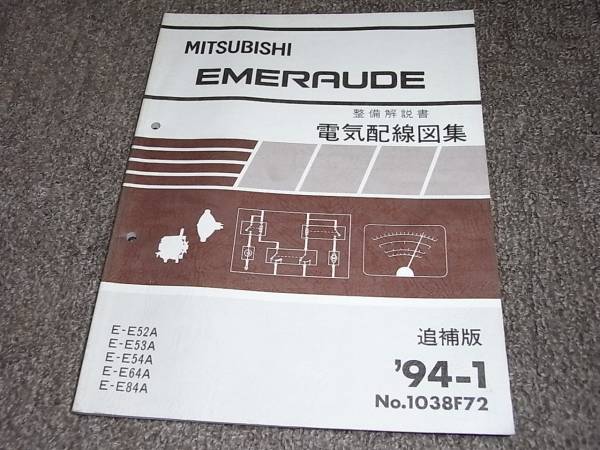 MITSUBISHI
EMERAUDE
整備解説書
電気配線図集
E-E52A
E-E53A
E-E54A
E-E64A
E-E84A
追補版
'94-1
No.1038F72